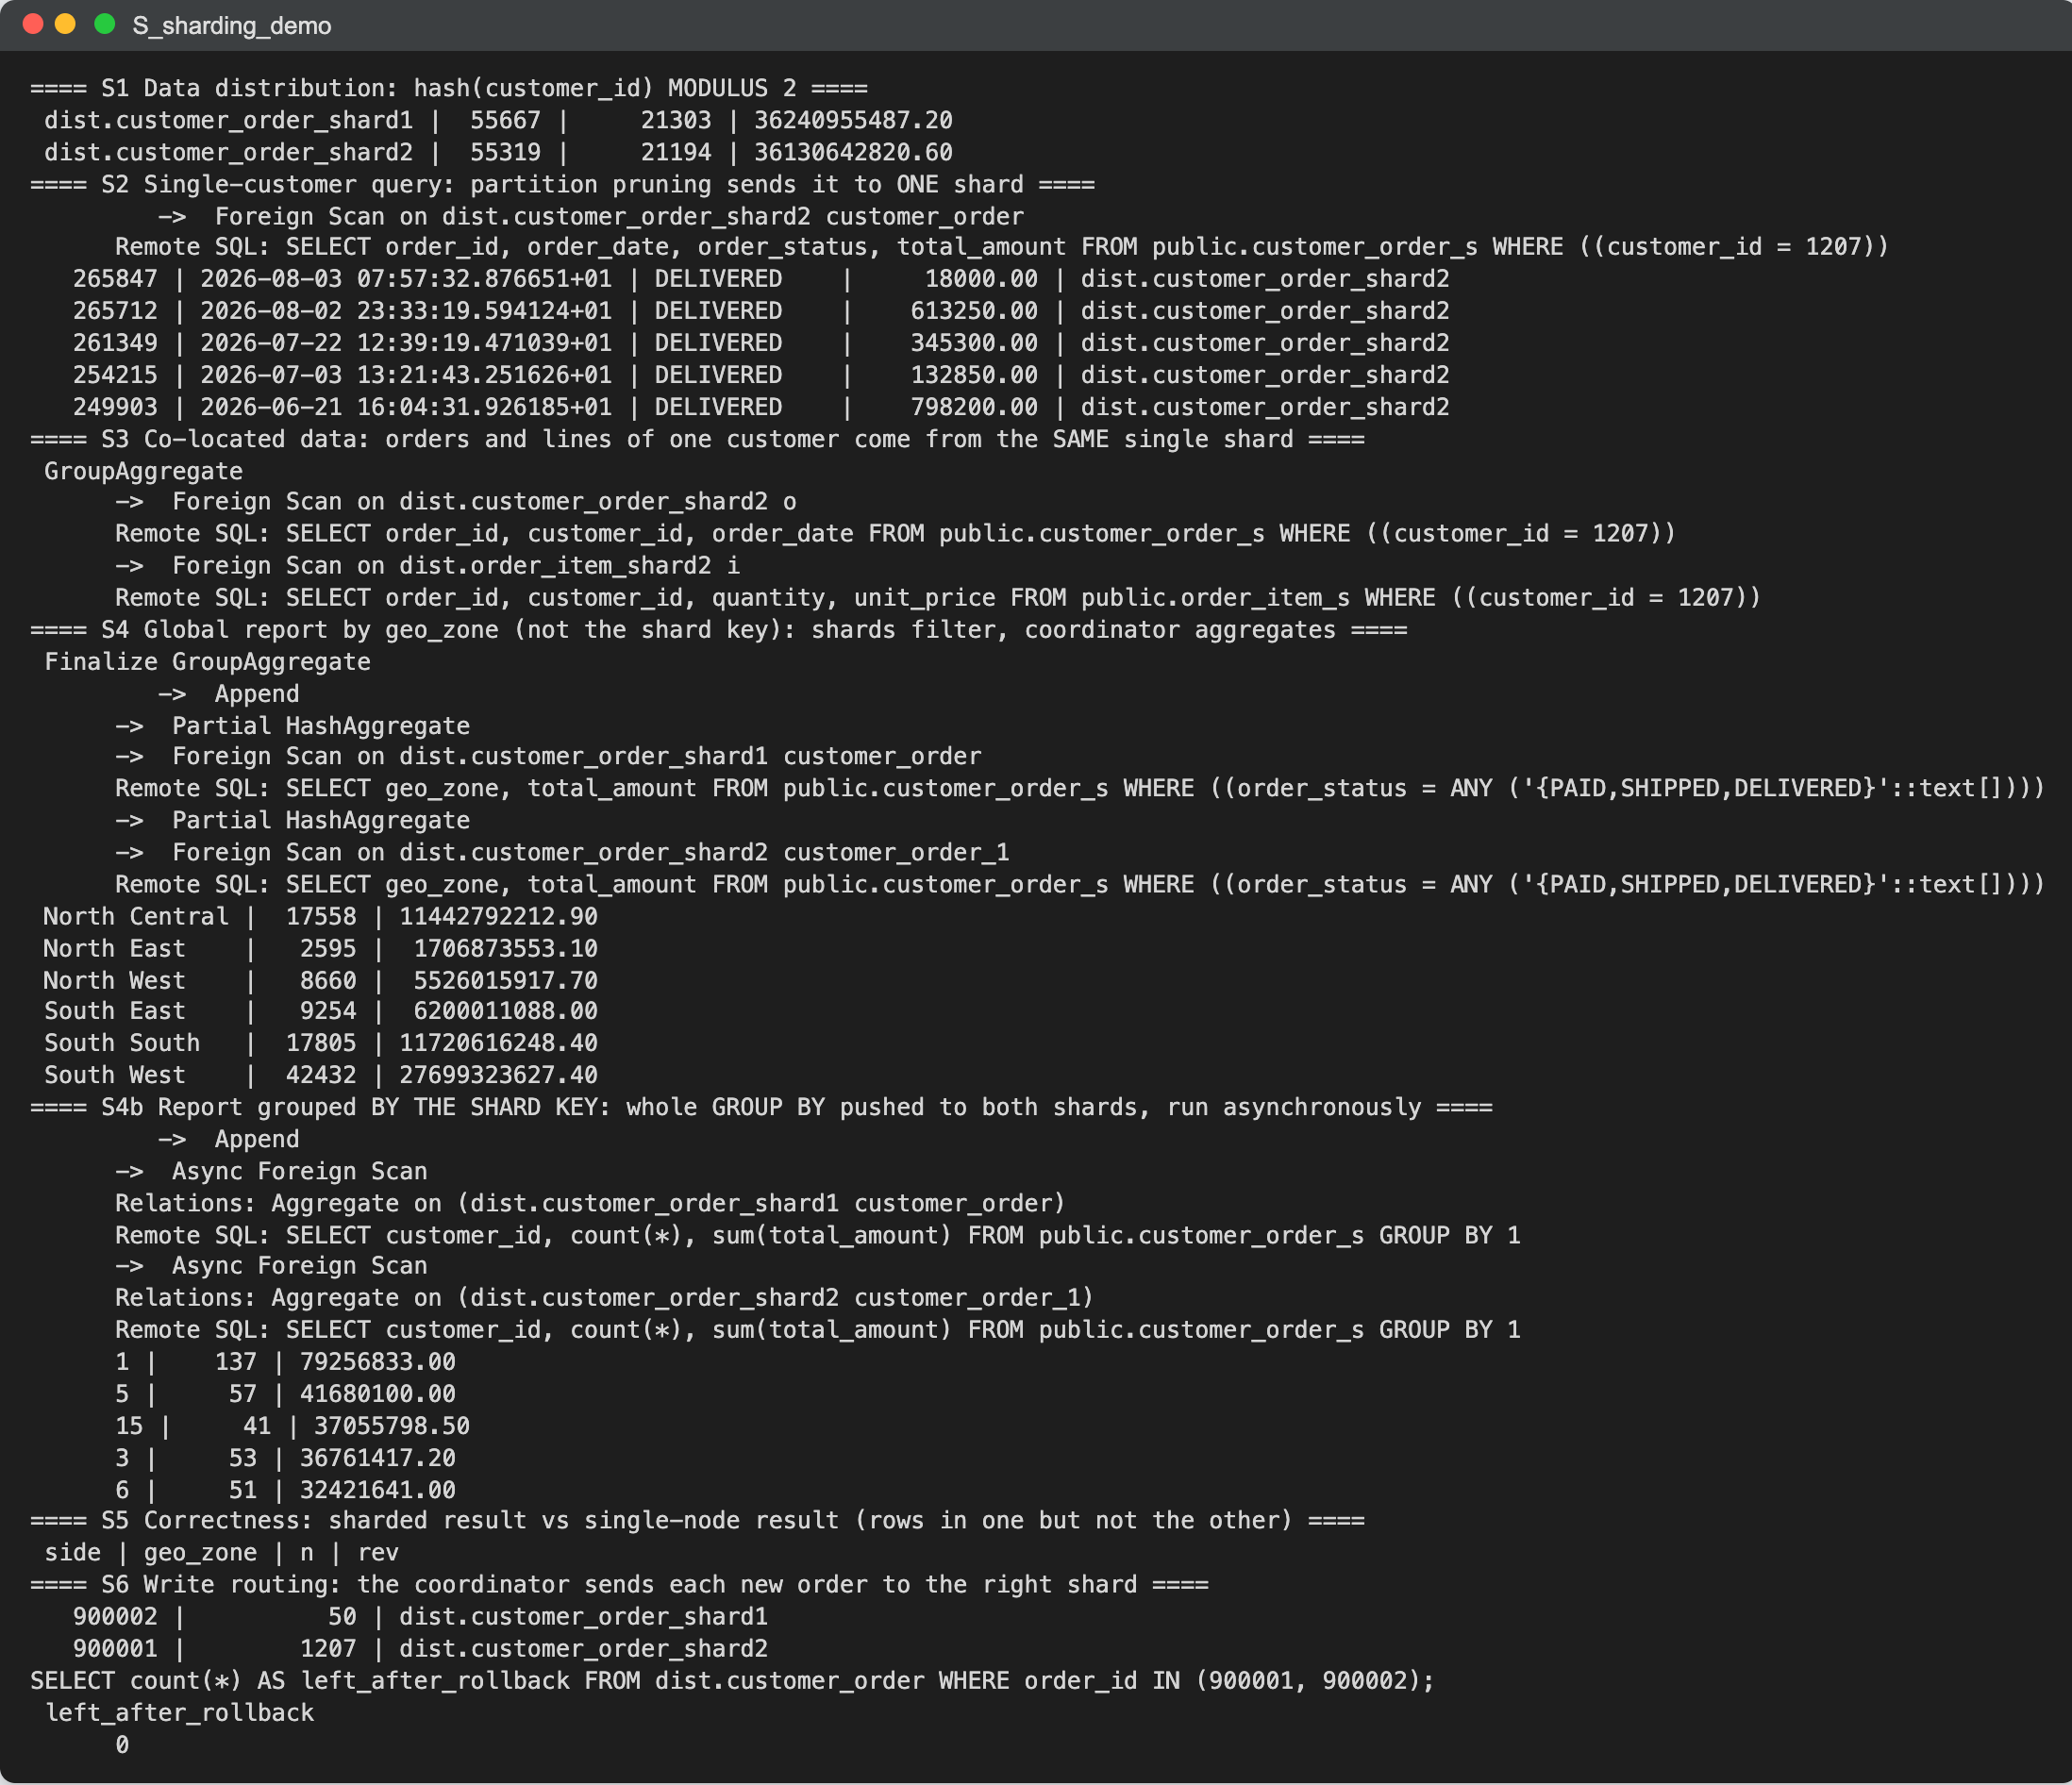 S_sharding_demo
==== S1 Data distribution: hash(customer_id) MODULUS 2 ====
 dist.customer_order_shard1 |  55667 |     21303 | 36240955487.20
 dist.customer_order_shard2 |  55319 |     21194 | 36130642820.60
==== S2 Single-customer query: partition pruning sends it to ONE shard ====
         ->  Foreign Scan on dist.customer_order_shard2 customer_order
      Remote SQL: SELECT order_id, order_date, order_status, total_amount FROM public.customer_order_s WHERE ((customer_id = 1207))
   265847 | 2026-08-03 07:57:32.876651+01 | DELIVERED    |     18000.00 | dist.customer_order_shard2
   265712 | 2026-08-02 23:33:19.594124+01 | DELIVERED    |    613250.00 | dist.customer_order_shard2
   261349 | 2026-07-22 12:39:19.471039+01 | DELIVERED    |    345300.00 | dist.customer_order_shard2
   254215 | 2026-07-03 13:21:43.251626+01 | DELIVERED    |    132850.00 | dist.customer_order_shard2
   249903 | 2026-06-21 16:04:31.926185+01 | DELIVERED    |    798200.00 | dist.customer_order_shard2
==== S3 Co-located data: orders and lines of one customer come from the SAME single shard ====
 GroupAggregate
      ->  Foreign Scan on dist.customer_order_shard2 o
      Remote SQL: SELECT order_id, customer_id, order_date FROM public.customer_order_s WHERE ((customer_id = 1207))
      ->  Foreign Scan on dist.order_item_shard2 i
      Remote SQL: SELECT order_id, customer_id, quantity, unit_price FROM public.order_item_s WHERE ((customer_id = 1207))
==== S4 Global report by geo_zone (not the shard key): shards filter, coordinator aggregates ====
 Finalize GroupAggregate
         ->  Append
      ->  Partial HashAggregate
      ->  Foreign Scan on dist.customer_order_shard1 customer_order
      Remote SQL: SELECT geo_zone, total_amount FROM public.customer_order_s WHERE ((order_status = ANY ('{PAID,SHIPPED,DELIVERED}'::text[])))
      ->  Partial HashAggregate
      ->  Foreign Scan on dist.customer_order_shard2 customer_order_1
      Remote SQL: SELECT geo_zone, total_amount FROM public.customer_order_s WHERE ((order_status = ANY ('{PAID,SHIPPED,DELIVERED}'::text[])))
 North Central |  17558 | 11442792212.90
 North East    |   2595 |  1706873553.10
 North West    |   8660 |  5526015917.70
 South East    |   9254 |  6200011088.00
 South South   |  17805 | 11720616248.40
 South West    |  42432 | 27699323627.40
==== S4b Report grouped BY THE SHARD KEY: whole GROUP BY pushed to both shards, run asynchronously ====
         ->  Append
      ->  Async Foreign Scan
      Relations: Aggregate on (dist.customer_order_shard1 customer_order)
      Remote SQL: SELECT customer_id, count(*), sum(total_amount) FROM public.customer_order_s GROUP BY 1
      ->  Async Foreign Scan
      Relations: Aggregate on (dist.customer_order_shard2 customer_order_1)
      Remote SQL: SELECT customer_id, count(*), sum(total_amount) FROM public.customer_order_s GROUP BY 1
      1 |    137 | 79256833.00
      5 |     57 | 41680100.00
      15 |     41 | 37055798.50
      3 |     53 | 36761417.20
      6 |     51 | 32421641.00
==== S5 Correctness: sharded result vs single-node result (rows in one but not the other) ====
 side | geo_zone | n | rev
==== S6 Write routing: the coordinator sends each new order to the right shard ====
   900002 |          50 | dist.customer_order_shard1
   900001 |        1207 | dist.customer_order_shard2
SELECT count(*) AS left_after_rollback FROM dist.customer_order WHERE order_id IN (900001, 900002);
 left_after_rollback
      0